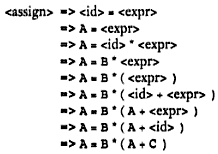 <assign> => <id> = <expr>
=> A = <expr>
=> A = <id> * <expr>
=> A = B * <expr>
=> A = B * ( <expr> )
=> A = B * ( <id> + <expr> )
=> A = B * ( A + <expr> )
=> A = B * ( A + <id> )
=> A = B * ( A + C )